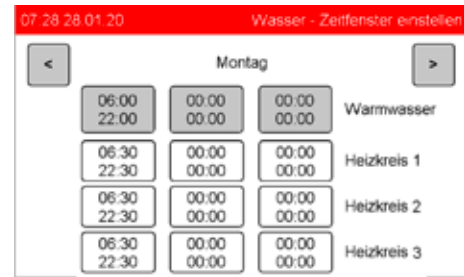 07:28 28.01.20 Wasser - Zeitfenster einstellen
< Montag >
06:00 00:00 00:00 Warmwasser
22:00 00:00 00:00
06:30 00:00 00:00 Heizkreis 1
22:30 00:00 00:00
06:30 00:00 00:00 Heizkreis 2
22:30 00:00 00:00
06:30 00:00 00:00 Heizkreis 3
22:30 00:00 00:00